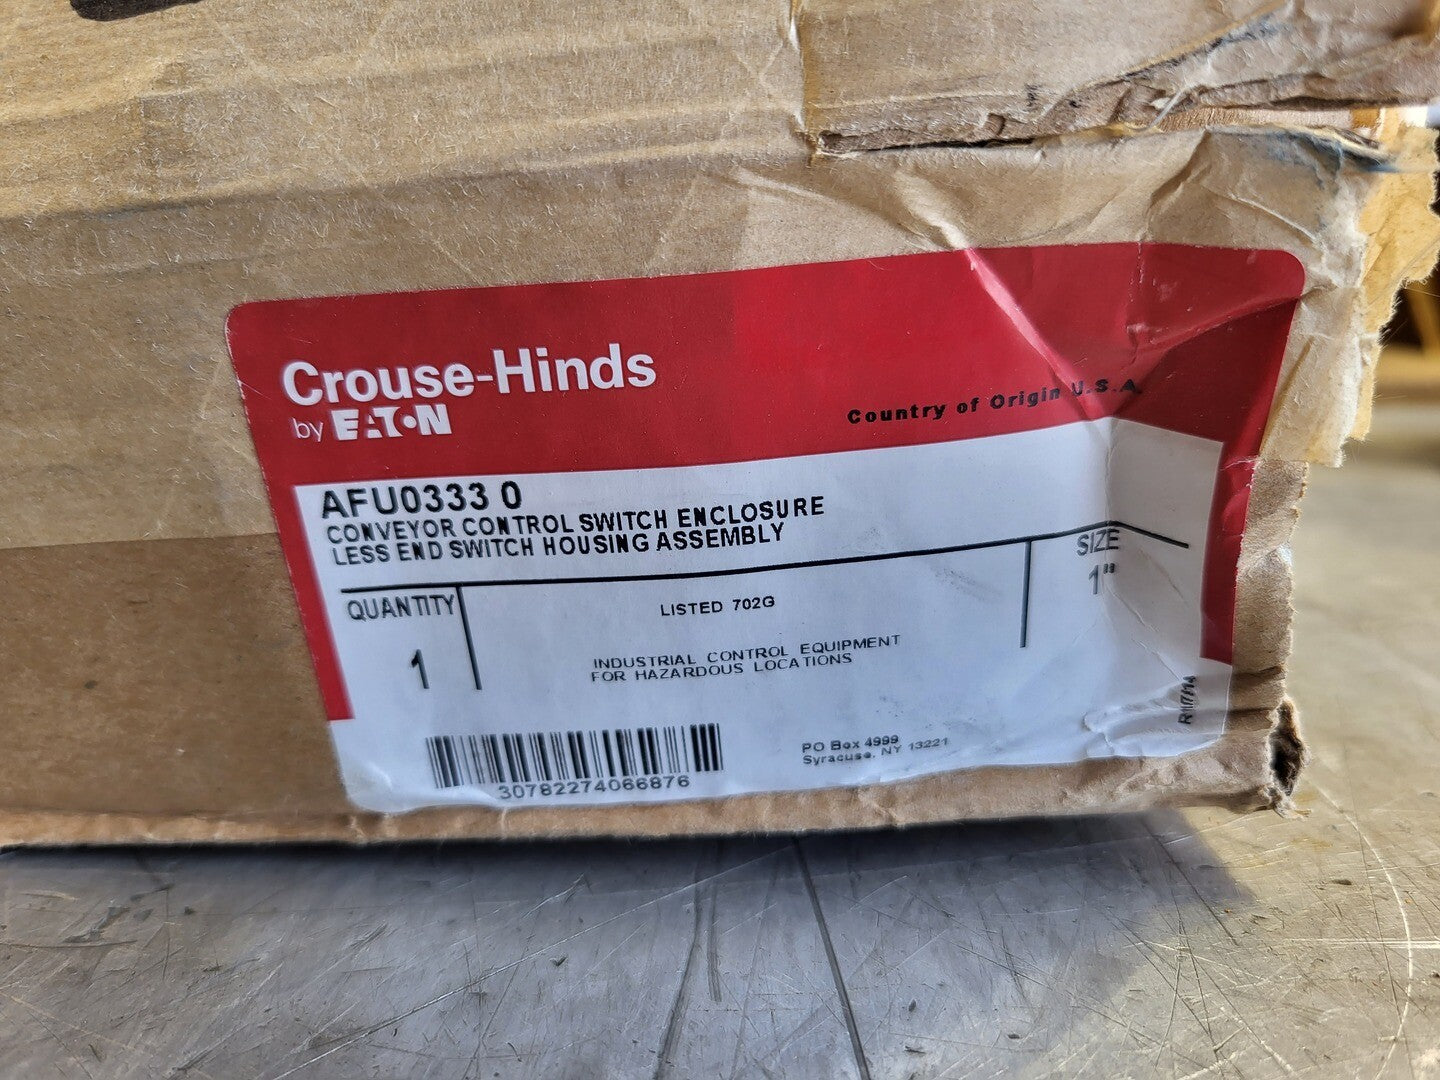 Crouse-Hinds
by EATON
Country of Origin U.S.A.
AFU0333 0
CONVEYOR CONTROL SWITCH ENCLOSURE
LESS END SWITCH HOUSING ASSEMBLY
QUANTITY
1
LISTED 702G
INDUSTRIAL CONTROL EQUIPMENT
FOR HAZARDOUS LOCATIONS
SIZE
1"
30782274066876
PO Box 4999
Syracuse, NY 13221